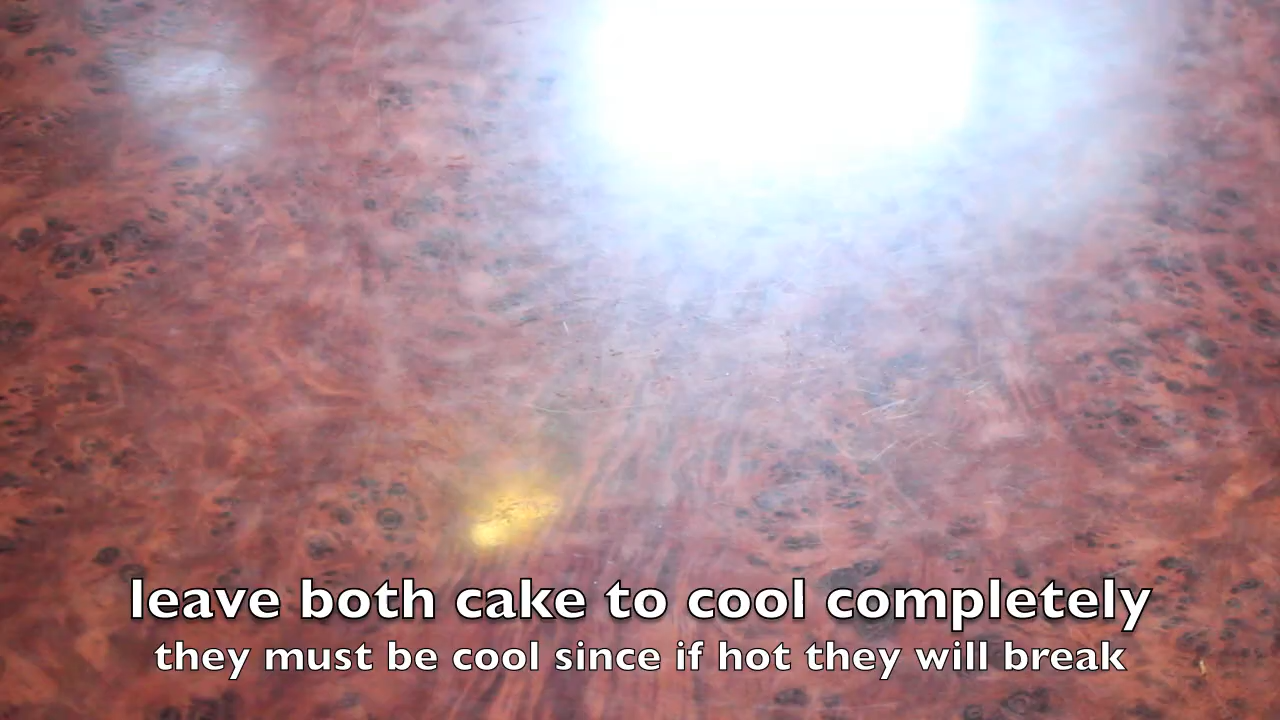 leave both cake to cool completely
they must be cool since if hot they will break